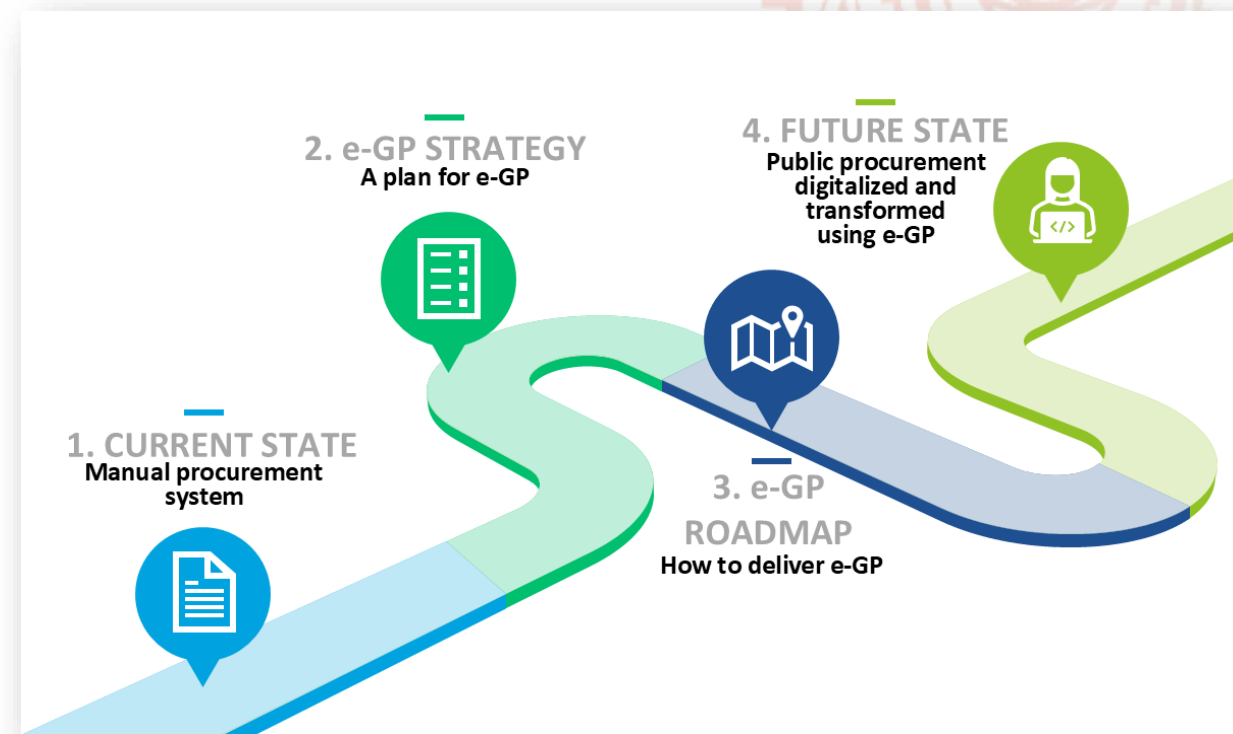 1. CURRENT STATE
Manual procurement
system
2. e-GP STRATEGY
A plan for e-GP
3. e-GP
ROADMAP
How to deliver e-GP
4. FUTURE STATE
Public procurement
digitalized and
transformed
using e-GP
</>